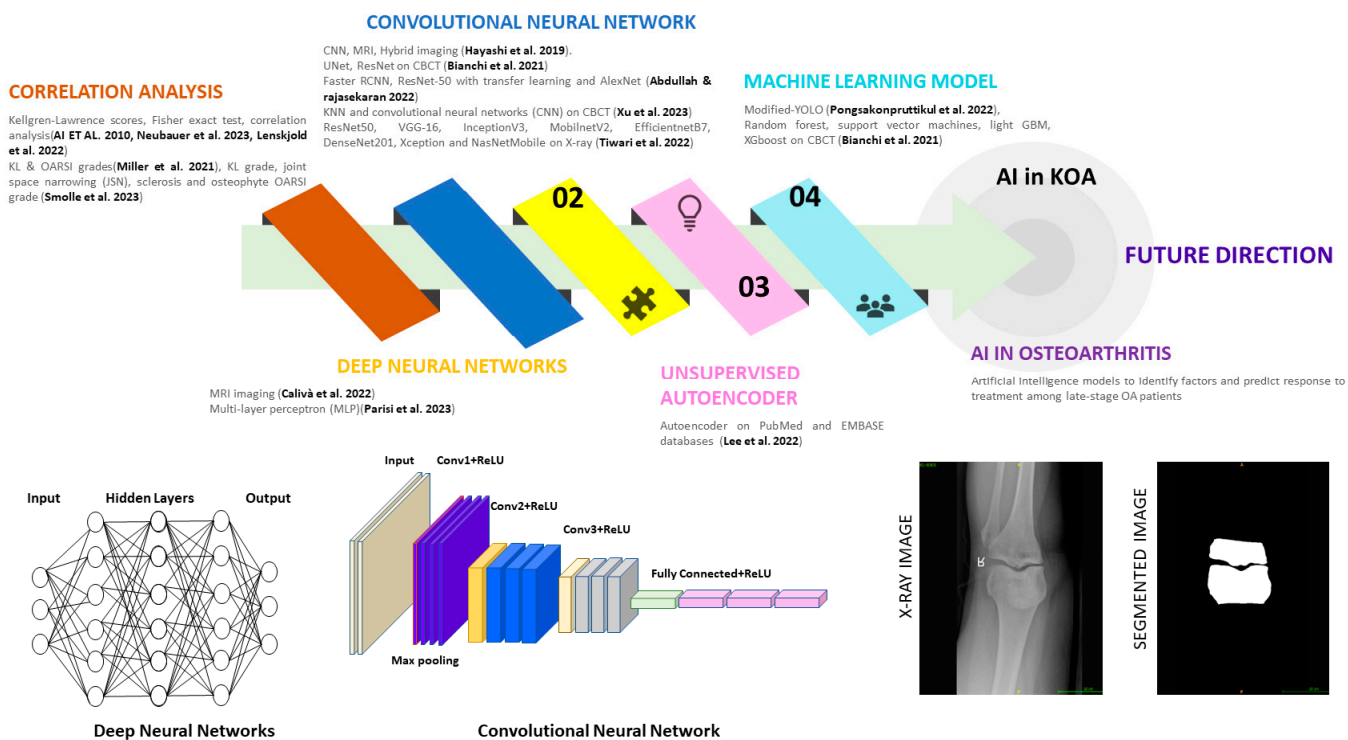 CONVOLUTIONAL NEURAL NETWORK
CNN, MRI, Hybrid imaging (Hayashi et al. 2019).
UNet, ResNet on CBCT (Bianchi et al. 2021)
Faster RCNN, ResNet-50 with transfer learning and AlexNet (Abdullah &
rajasekaran 2022)
KNN and convolutional neural networks (CNN) on CBCT (Xu et al. 2023)
ResNet50, VGG-16, InceptionV3, MobilnetV2, EfficientnetB7,
DenseNet201, Xception and NasNetMobile on X-ray (Tiwari et al. 2022)
CORRELATION ANALYSIS
Kellgren-Lawrence scores, Fisher exact test, correlation
analysis(AI ET AL. 2010, Neubauer et al. 2023, Lenskjold
et al. 2022)
KL & OARSI grades(Miller et al. 2021), KL grade, joint
space narrowing (JSN), sclerosis and osteophyte OARSI
grade (Smolle et al. 2023)
MACHINE LEARNING MODEL
Modified-YOLO (Pongsakonpruttikul et al. 2022),
Random forest, support vector machines, light GBM,
XGboost on CBCT (Bianchi et al. 2021)
02
03
04
AI in KOA
FUTURE DIRECTION
DEEP NEURAL NETWORKS
MRI imaging (Calivà et al. 2022)
Multi-layer perceptron (MLP)(Parisi et al. 2023)
UNSUPERVISED
AUTOENCODER
Autoencoder on PubMed and EMBASE
databases (Lee et al. 2022)
AI IN OSTEOARTHRITIS
Artificial Intelligence models to identify factors and predict response to
treatment among late-stage OA patients
Input
Hidden Layers
Output
Deep Neural Networks
Input
Conv1+ReLU
Conv2+ReLU
Conv3+ReLU
Fully Connected+ReLU
Max pooling
Convolutional Neural Network
X-RAY IMAGE
R
SEGMENTED IMAGE